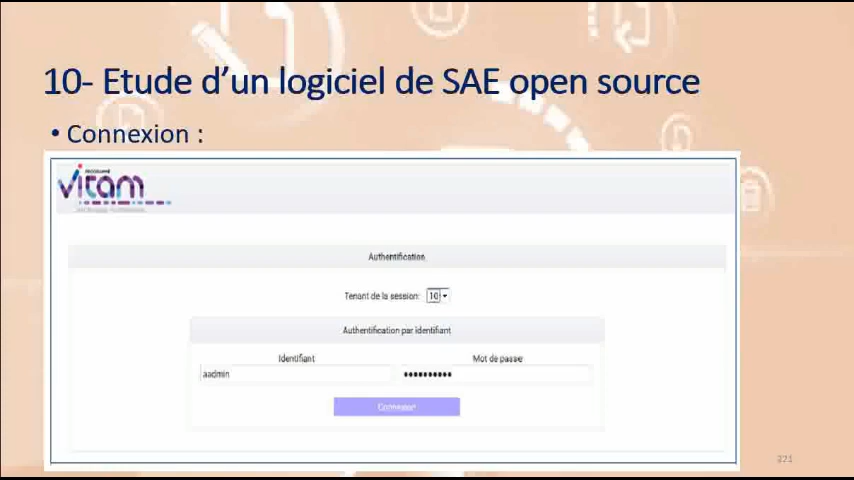 10- Etude d'un logiciel de SAE open source
• Connexion :
PROGRAMME
vitam
Authentification
Tenant de la session: 10
Authentification par identifiant
Identifiant Mot de passe
aadmin ••••••••••
Connexion